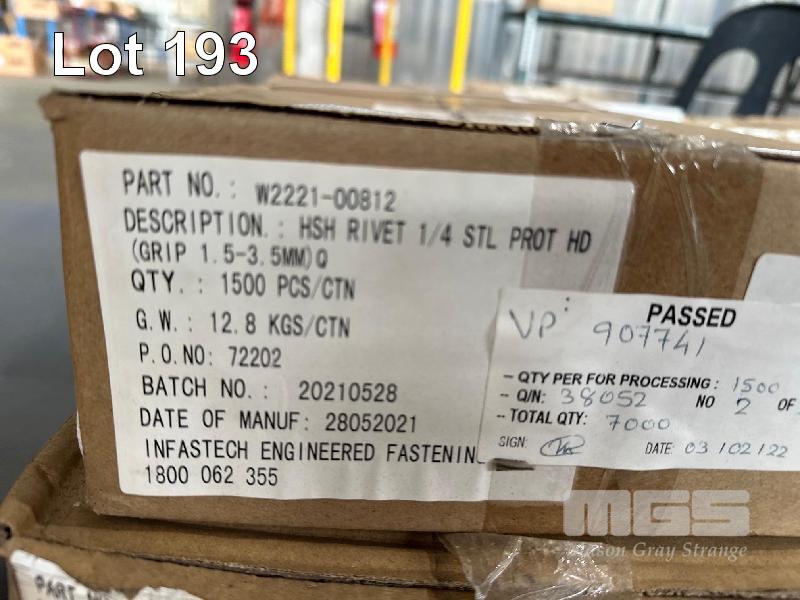 Lot 193
PART NO.: W2221-00812
DESCRIPTION.: HSH RIVET 1/4 STL PROT HD
(GRIP 1.5-3.5MM)Q
QTY.: 1500 PCS/CTN
G.W.: 12.8 KGS/CTN
P.O.NO: 72202
BATCH NO.: 20210528
DATE OF MANUF: 28052021
INFASTECH ENGINEERED
1800 062 355
PASSED
VP: 907741
-- QTY PER FOR PROCESSING: 1500
-- Q/N: 38052 NO 2 OF
-- TOTAL QTY: 7000
SIGN: DATE: 03/02/22
MGS
Gray Strange
PART